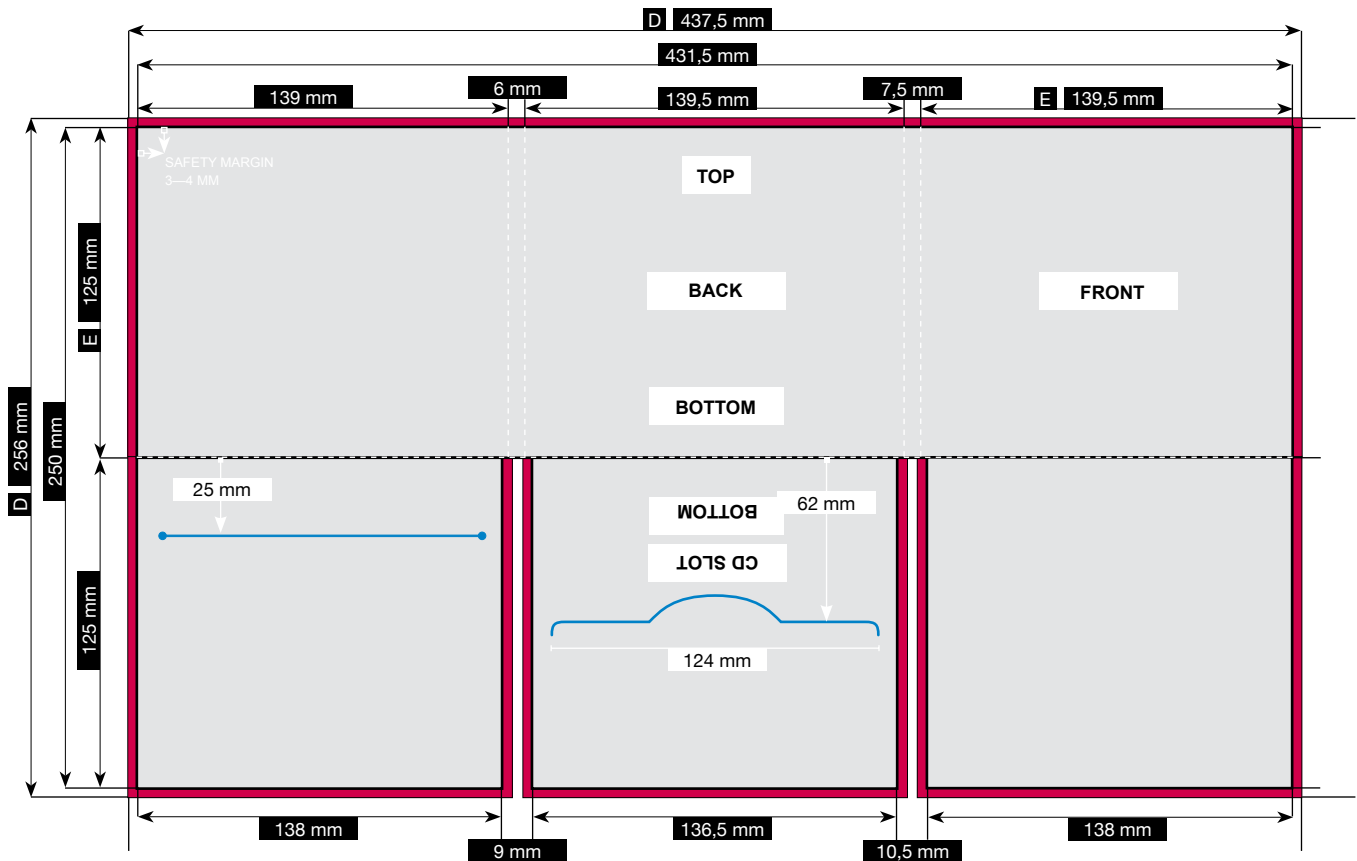 D 437,5 mm
431,5 mm
139 mm
6 mm
139,5 mm
7,5 mm
E 139,5 mm
SAFETY MARGIN
3—4 MM
TOP
E 125 mm
BACK
FRONT
BOTTOM
D 256 mm
250 mm
25 mm
BOTTOM
62 mm
CD SLOT
125 mm
124 mm
138 mm
9 mm
136,5 mm
10,5 mm
138 mm